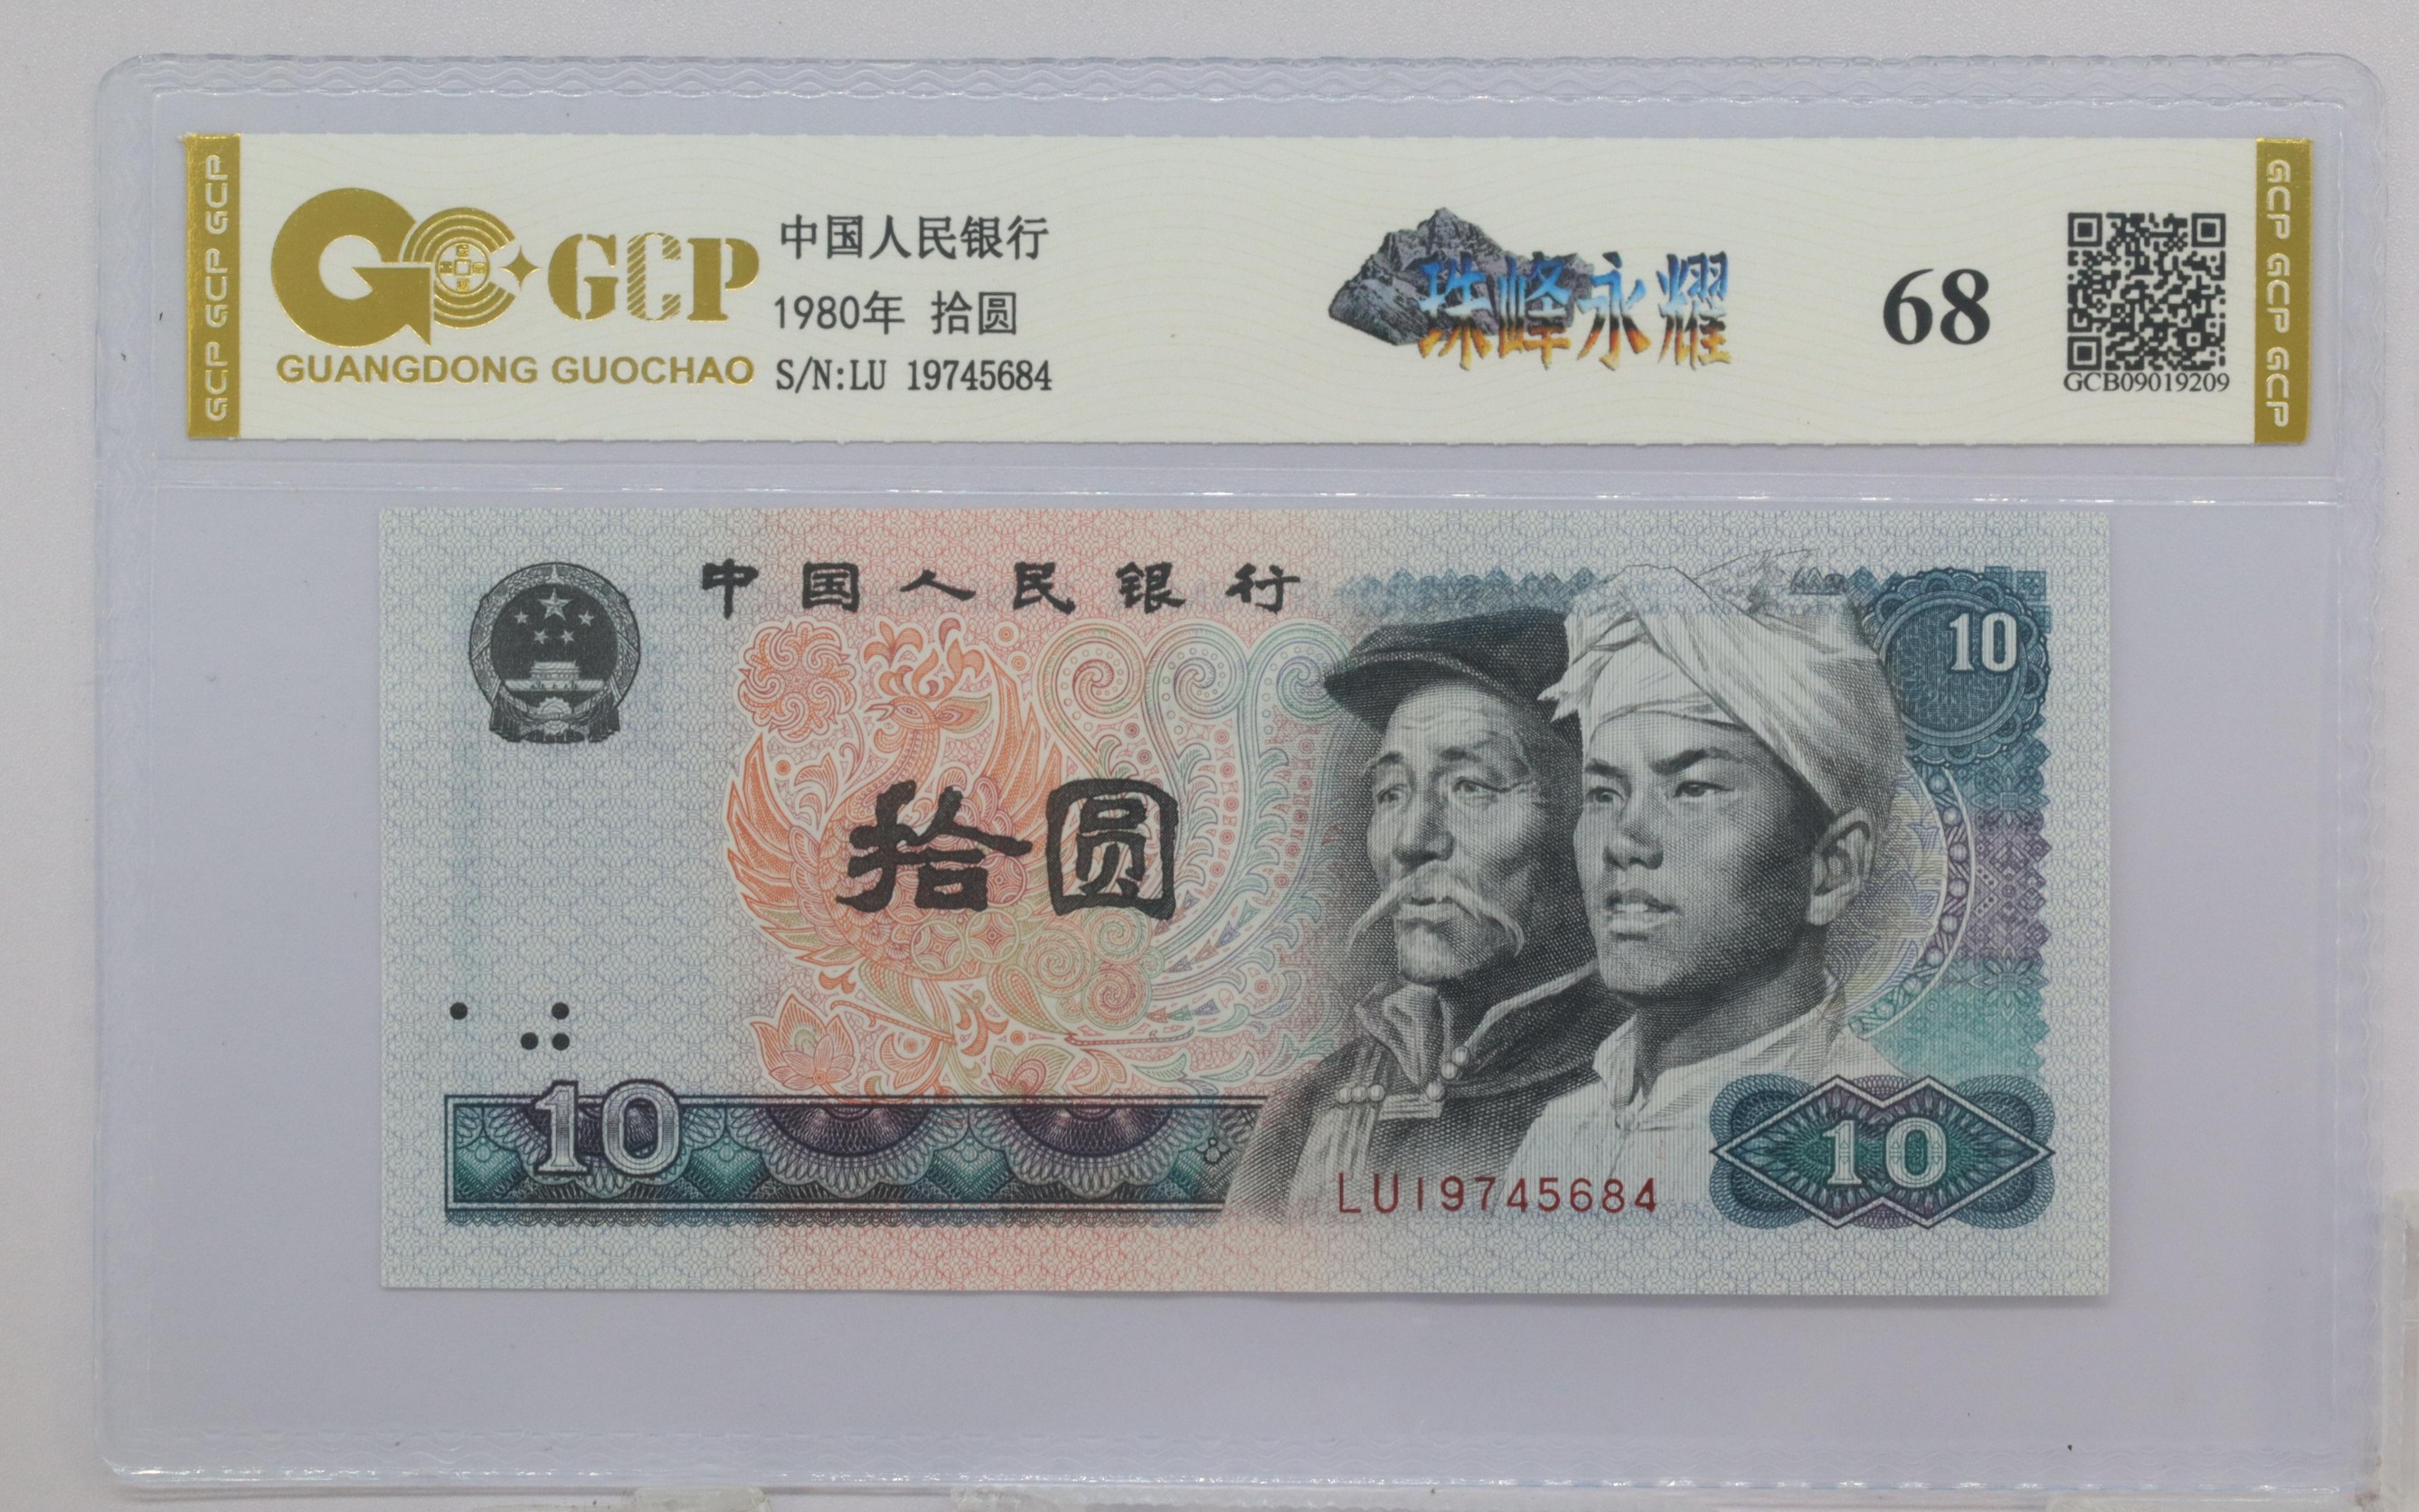 GCP GCP GCP
GCP
GUANGDONG GUOCHAO
中国人民银行
1980年 拾圆
S/N:LU 19745684
珠峰永耀
68
GCB09019209
GCP GCP GCP
中国人民银行
10
拾圆
10
LU19745684
10